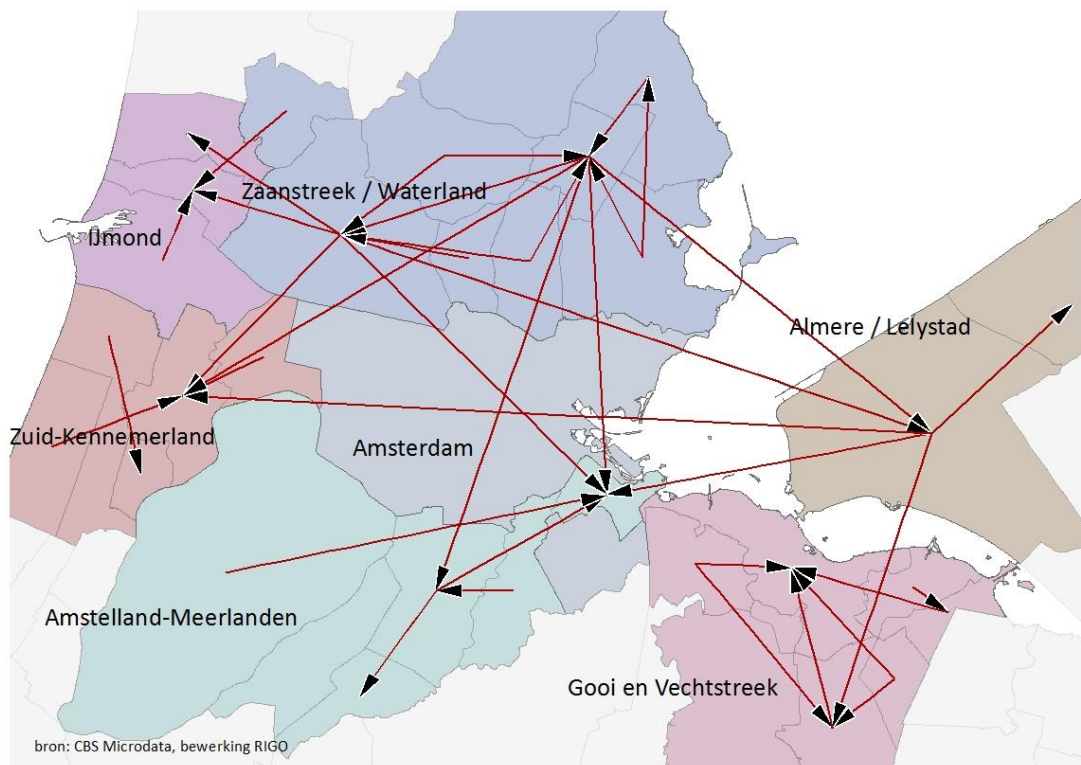 Zaanstreek / Waterland
IJmond
Almere / Lelystad
Zuid-Kennemerland
Amsterdam
Amstelland-Meerlanden
Gooi en Vechtstreek
bron: CBS Microdata, bewerking RIGO